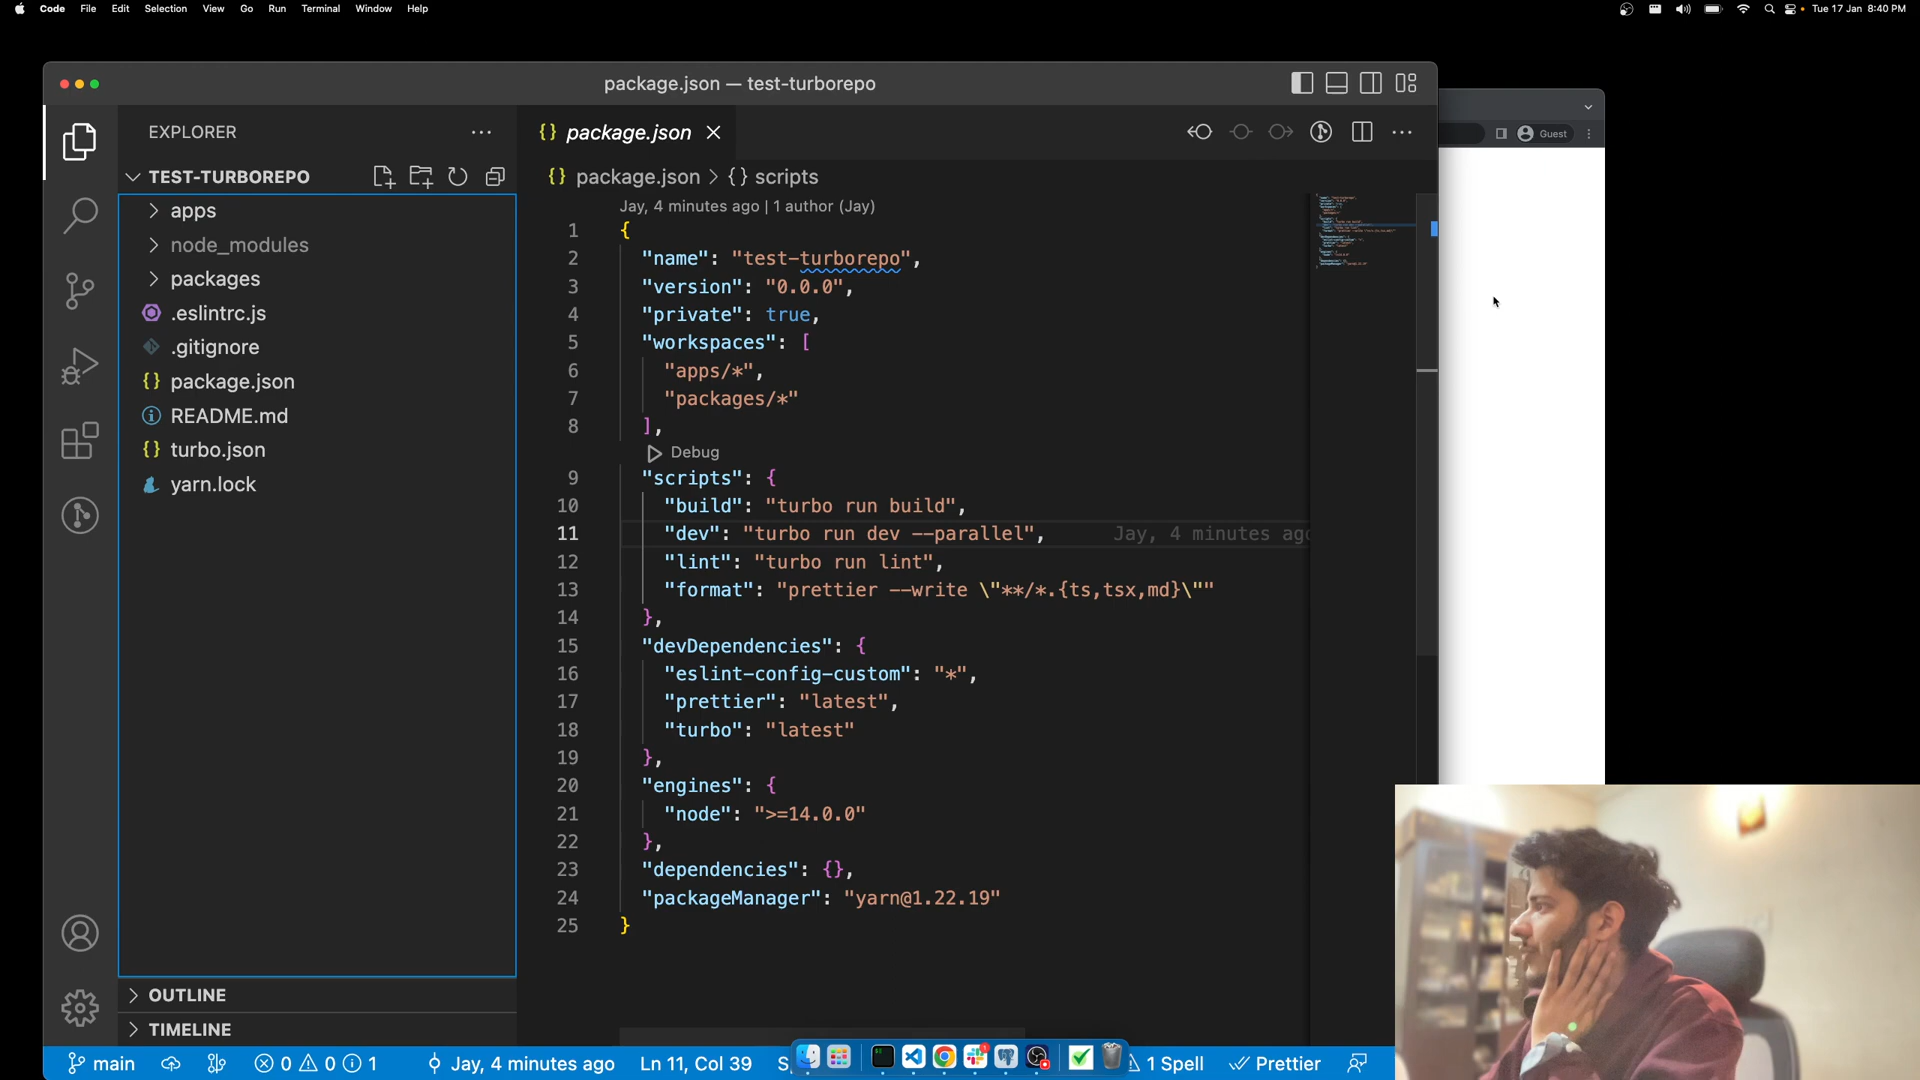 Code File Edit Selection View Go Run Terminal Window Help
Tue 17 Jan 8:40 PM
package.json — test-turborepo
Guest
EXPLORER
TEST-TURBOREPO
apps
node_modules
packages
.eslintrc.js
.gitignore
package.json
README.md
turbo.json
yarn.lock
OUTLINE
TIMELINE
{} package.json
{} package.json > {} scripts
Jay, 4 minutes ago | 1 author (Jay)
1 {
2 "name": "test-turborepo",
3 "version": "0.0.0",
4 "private": true,
5 "workspaces": [
6 "apps/*",
7 "packages/*"
8 ],
Debug
9 "scripts": {
10 "build": "turbo run build",
11 "dev": "turbo run dev --parallel", Jay, 4 minutes ago
12 "lint": "turbo run lint",
13 "format": "prettier --write \"**/*.{ts,tsx,md}\""
14 },
15 "devDependencies": {
16 "eslint-config-custom": "*",
17 "prettier": "latest",
18 "turbo": "latest"
19 },
20 "engines": {
21 "node": ">=14.0.0"
22 },
23 "dependencies": {},
24 "packageManager": "yarn@1.22.19"
25 }
main 0 0 1 Jay, 4 minutes ago Ln 11, Col 39 1 Spell Prettier